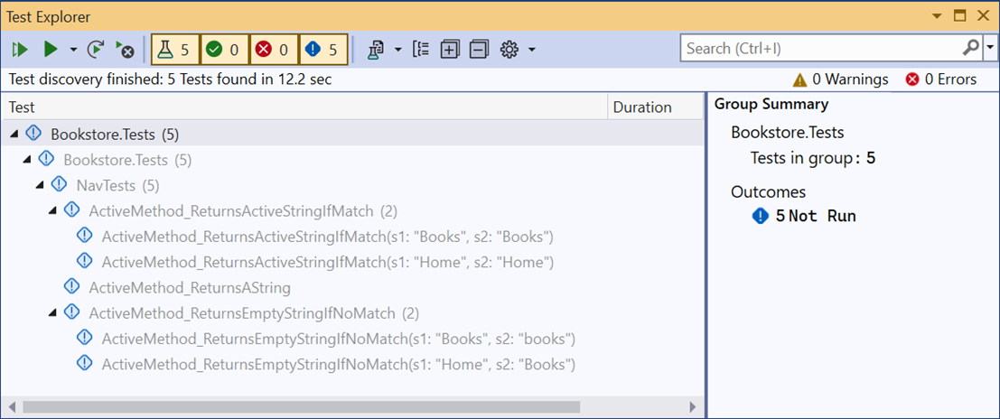 Test Explorer
5 0 0 5 Search (Ctrl+I)
Test discovery finished: 5 Tests found in 12.2 sec 0 Warnings 0 Errors
Test Duration
Bookstore.Tests (5)
Bookstore.Tests (5)
NavTests (5)
ActiveMethod_ReturnsActiveStringIfMatch (2)
ActiveMethod_ReturnsActiveStringIfMatch(s1: "Books", s2: "Books")
ActiveMethod_ReturnsActiveStringIfMatch(s1: "Home", s2: "Home")
ActiveMethod_ReturnsAString
ActiveMethod_ReturnsEmptyStringIfNoMatch (2)
ActiveMethod_ReturnsEmptyStringIfNoMatch(s1: "Books", s2: "books")
ActiveMethod_ReturnsEmptyStringIfNoMatch(s1: "Home", s2: "Books")
Group Summary
Bookstore.Tests
Tests in group: 5
Outcomes
5 Not Run